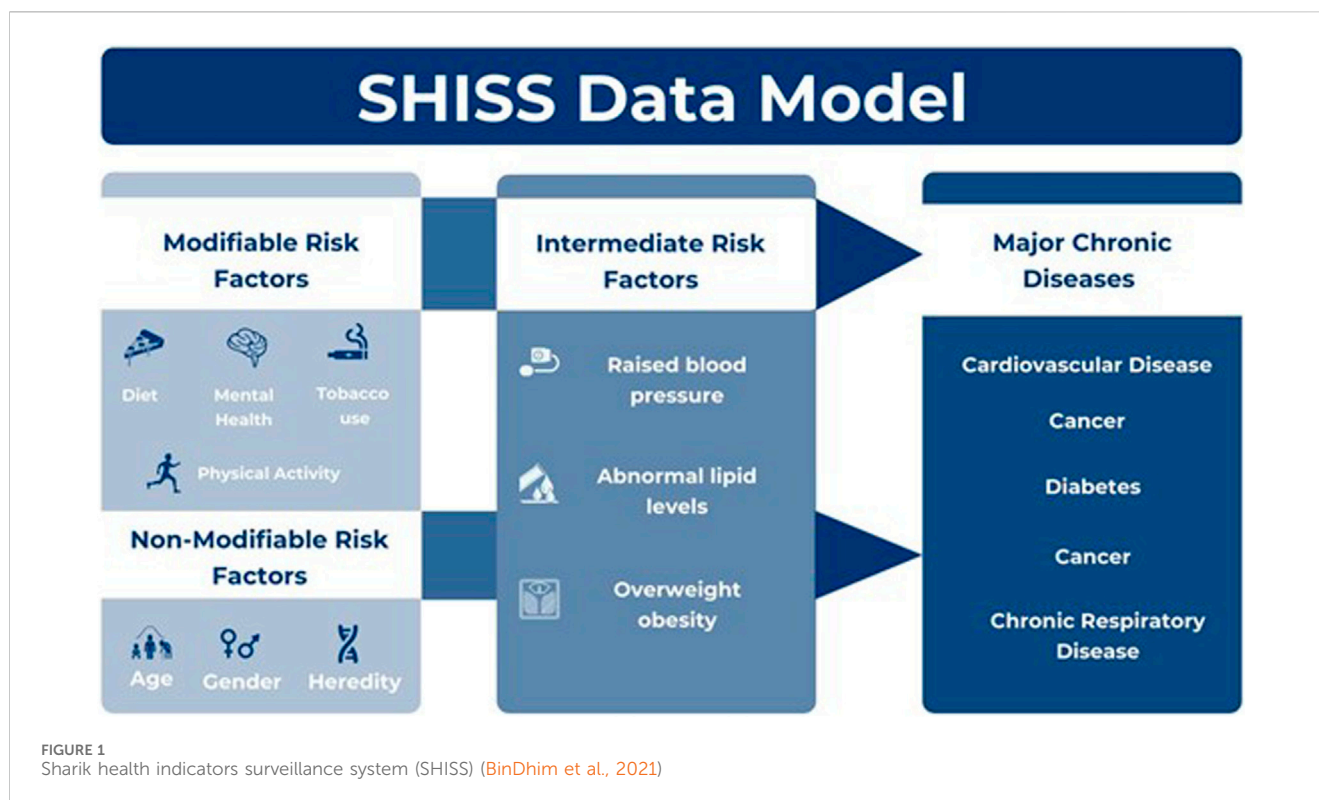 SHISS Data Model
Modifiable Risk
Factors
Diet
Mental
Health
Tobacco
use
Physical Activity
Non-Modifiable Risk
Factors
Age
Gender
Heredity
Intermediate Risk
Factors
Raised blood
pressure
Abnormal lipid
levels
Overweight
obesity
Major Chronic
Diseases
Cardiovascular Disease
Cancer
Diabetes
Cancer
Chronic Respiratory
Disease
FIGURE 1
Sharik health indicators surveillance system (SHISS) (BinDhim et al., 2021)